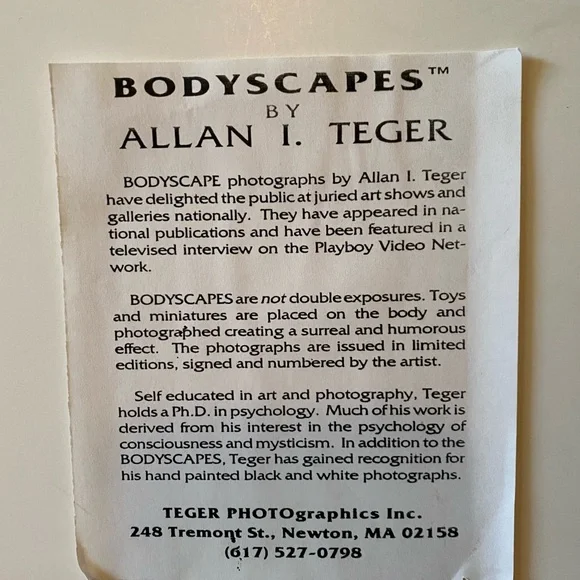 BODYSCAPES™
BY
ALLAN I. TEGER
BODYSCAPE photographs by Allan I. Teger
have delighted the public at juried art shows and
galleries nationally. They have appeared in na-
tional publications and have been featured in a
televised interview on the Playboy Video Net-
work.
BODYSCAPES are not double exposures. Toys
and miniatures are placed on the body and
photographed creating a surreal and humorous
effect. The photographs are issued in limited
editions, signed and numbered by the artist.
Self educated in art and photography, Teger
holds a Ph.D. in psychology. Much of his work is
derived from his interest in the psychology of
consciousness and mysticism. In addition to the
BODYSCAPES, Teger has gained recognition for
his hand painted black and white photographs.
TEGER PHOTOgraphics Inc.
248 Tremont St., Newton, MA 02158
(617) 527-0798